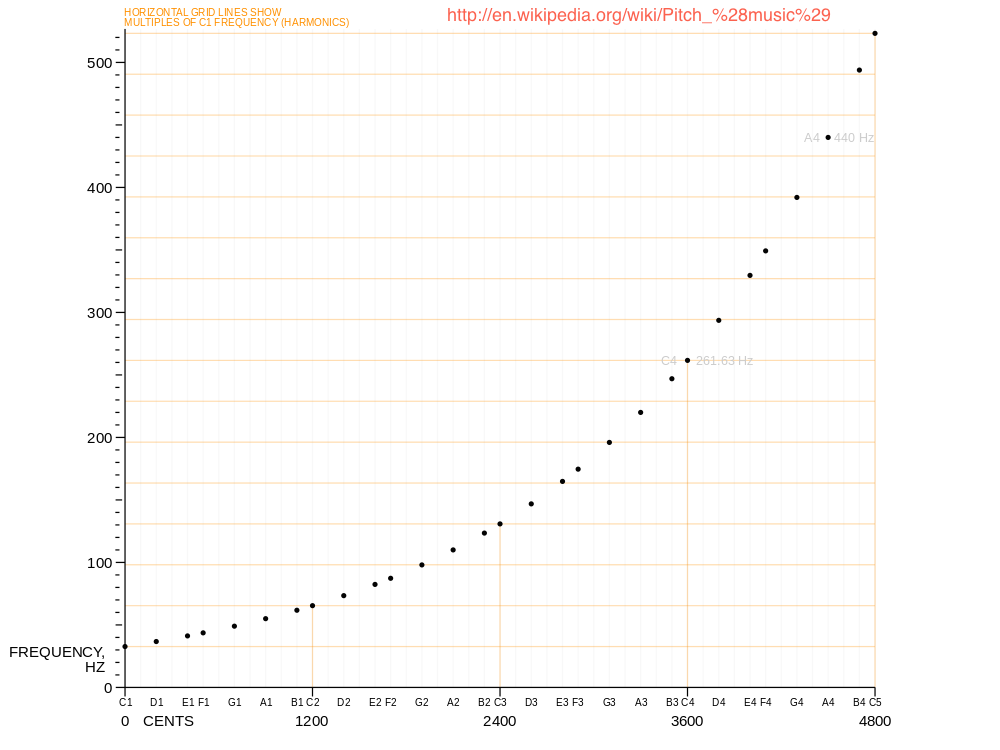 HORIZONTAL GRID LINES SHOW
MULTIPLES OF C1 FREQUENCY (HARMONICS)
http://en.wikipedia.org/wiki/Pitch_%28music%29
500
A4 440 Hz
400
300
C4 261.63 Hz
200
100
FREQUENCY,
HZ
0
C1 D1 E1 F1 G1 A1 B1 C2 D2 E2 F2 G2 A2 B2 C3 D3 E3 F3 G3 A3 B3 C4 D4 E4 F4 G4 A4 B4 C5
0 CENTS 1200 2400 3600 4800